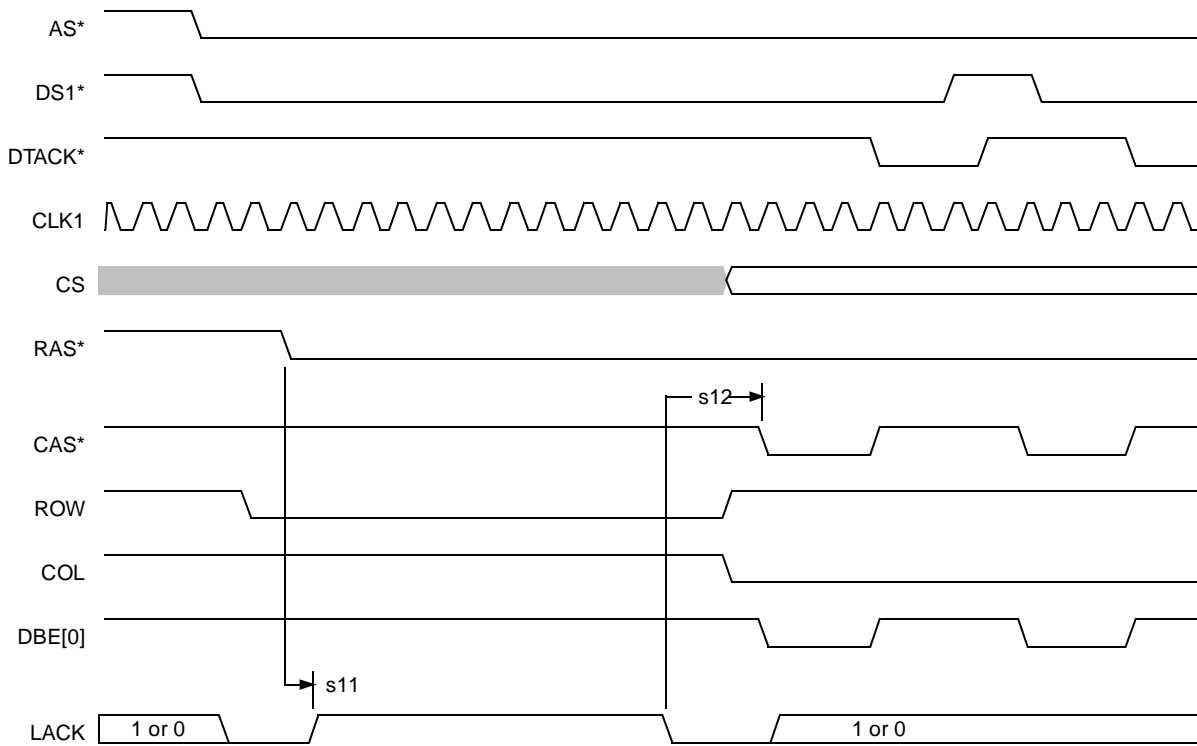 AS*
DS1*
DTACK*
CLK1
CS
RAS*
s12
CAS*
ROW
COL
DBE[0]
s11
LACK 1 or 0 1 or 0